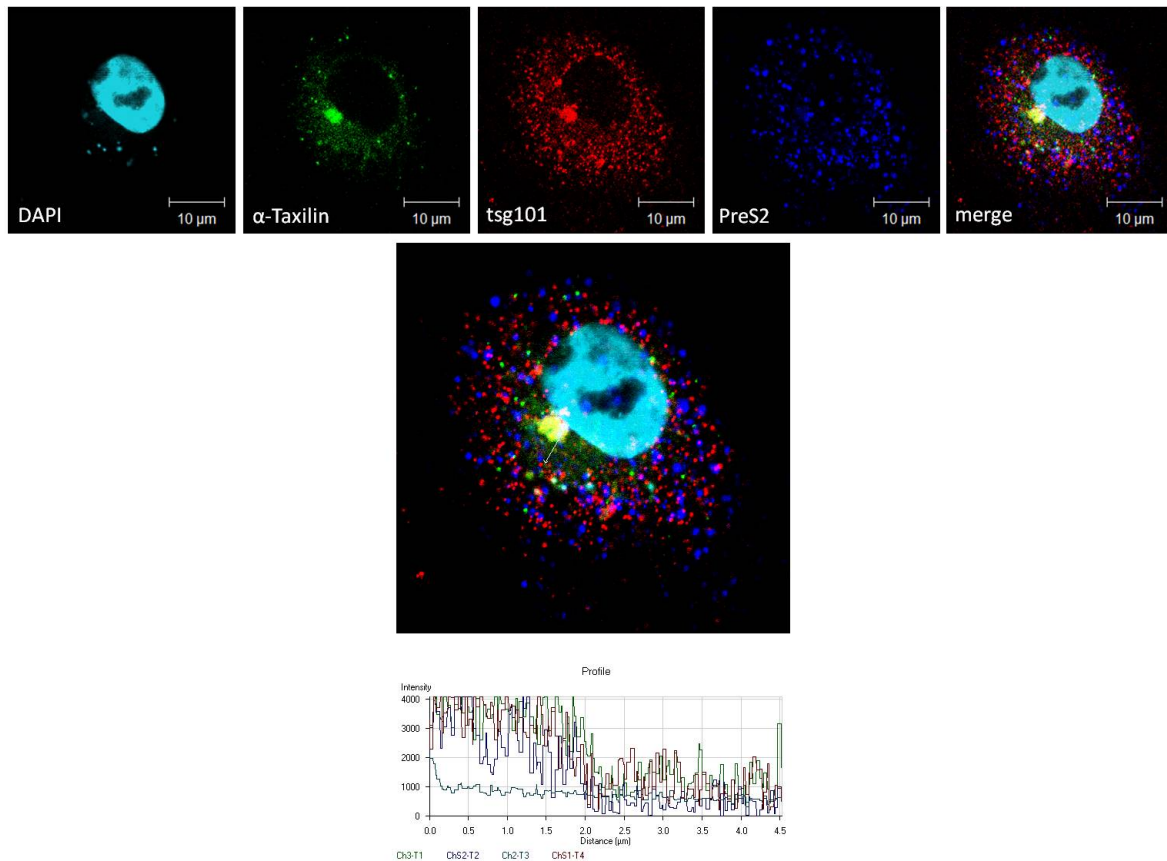 DAPI
10 µm
α-Taxilin
10 µm
tsg101
10 µm
PreS2
10 µm
merge
10 µm
Profile
Intensity
4000
3000
2000
1000
0
0.0 0.5 1.0 1.5 2.0 2.5 3.0 3.5 4.0 4.5
Distance (µm)
Ch3-T1 ChS2-T2 Ch2-T3 ChS1-T4